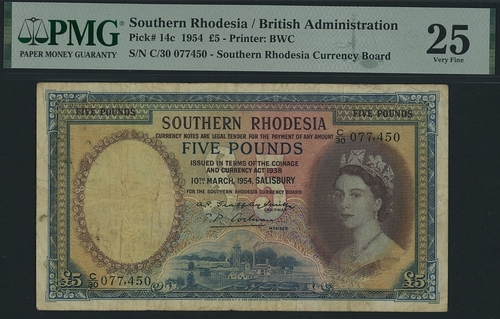 PMG
PAPER MONEY GUARANTY
Southern Rhodesia / British Administration
Pick# 14c 1954 £5 - Printer: BWC
S/N C/30 077450 - Southern Rhodesia Currency Board
25
Very Fine
FIVE POUNDS
FIVE POUNDS
SOUTHERN RHODESIA
CURRENCY NOTES ARE LEGAL TENDER FOR THE PAYMENT OF ANY AMOUNT
C/30 077,450
FIVE POUNDS
ISSUED IN TERMS OF THE COINAGE
AND CURRENCY ACT 1938
10TH MARCH, 1954, SALISBURY
FOR THE SOUTHERN RHODESIA CURRENCY BOARD
CHAIRMAN
MEMBER
£5 C/30 077,450
£5